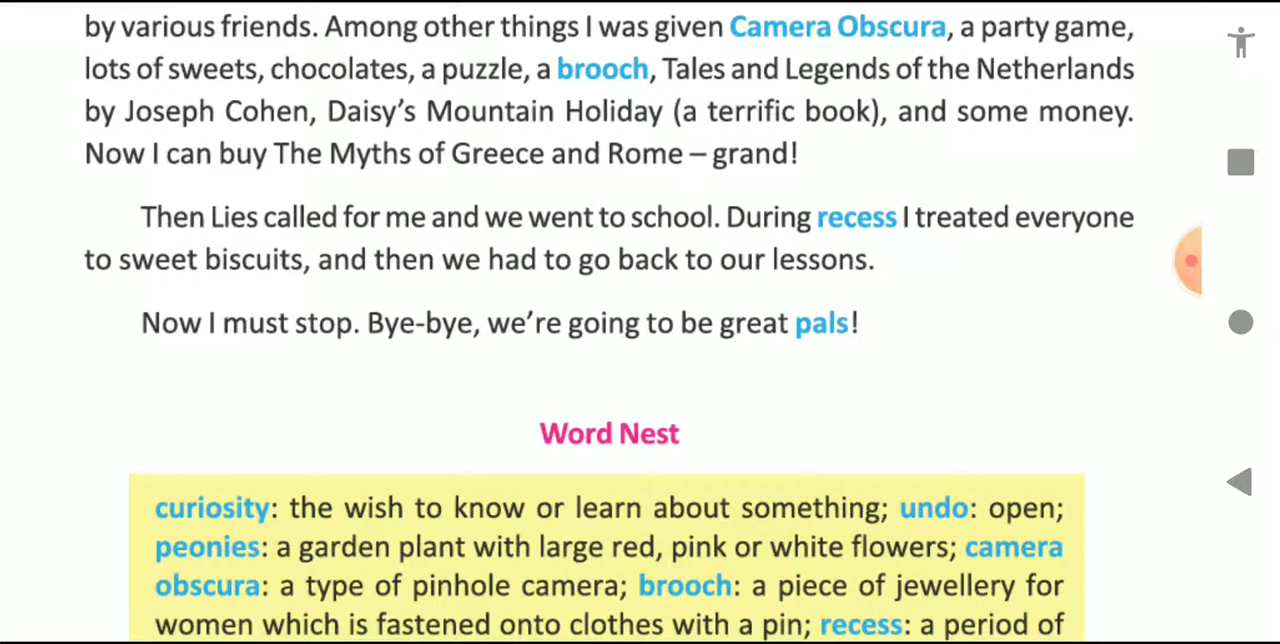 by various friends. Among other things I was given Camera Obscura, a party game,
lots of sweets, chocolates, a puzzle, a brooch, Tales and Legends of the Netherlands
by Joseph Cohen, Daisy’s Mountain Holiday (a terrific book), and some money.
Now I can buy The Myths of Greece and Rome – grand!
Then Lies called for me and we went to school. During recess I treated everyone
to sweet biscuits, and then we had to go back to our lessons.
Now I must stop. Bye-bye, we’re going to be great pals!
Word Nest
curiosity: the wish to know or learn about something; undo: open;
peonies: a garden plant with large red, pink or white flowers; camera
obscura: a type of pinhole camera; brooch: a piece of jewellery for
women which is fastened onto clothes with a pin; recess: a period of